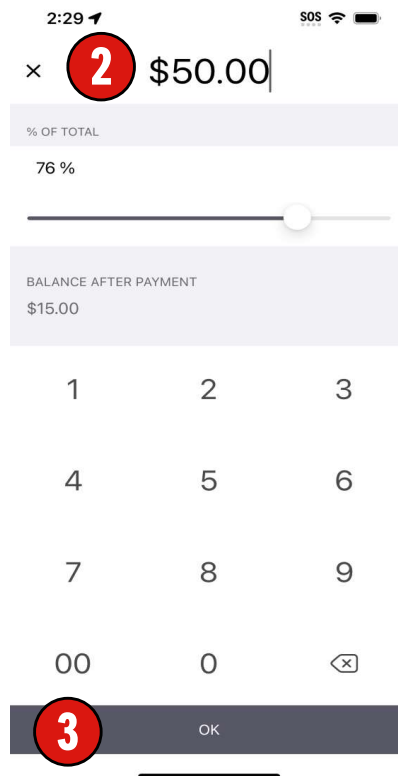 2:29 SOS
× 2 $50.00
% OF TOTAL
76 %
BALANCE AFTER PAYMENT
$15.00
1 2 3
4 5 6
7 8 9
00 0
3 OK